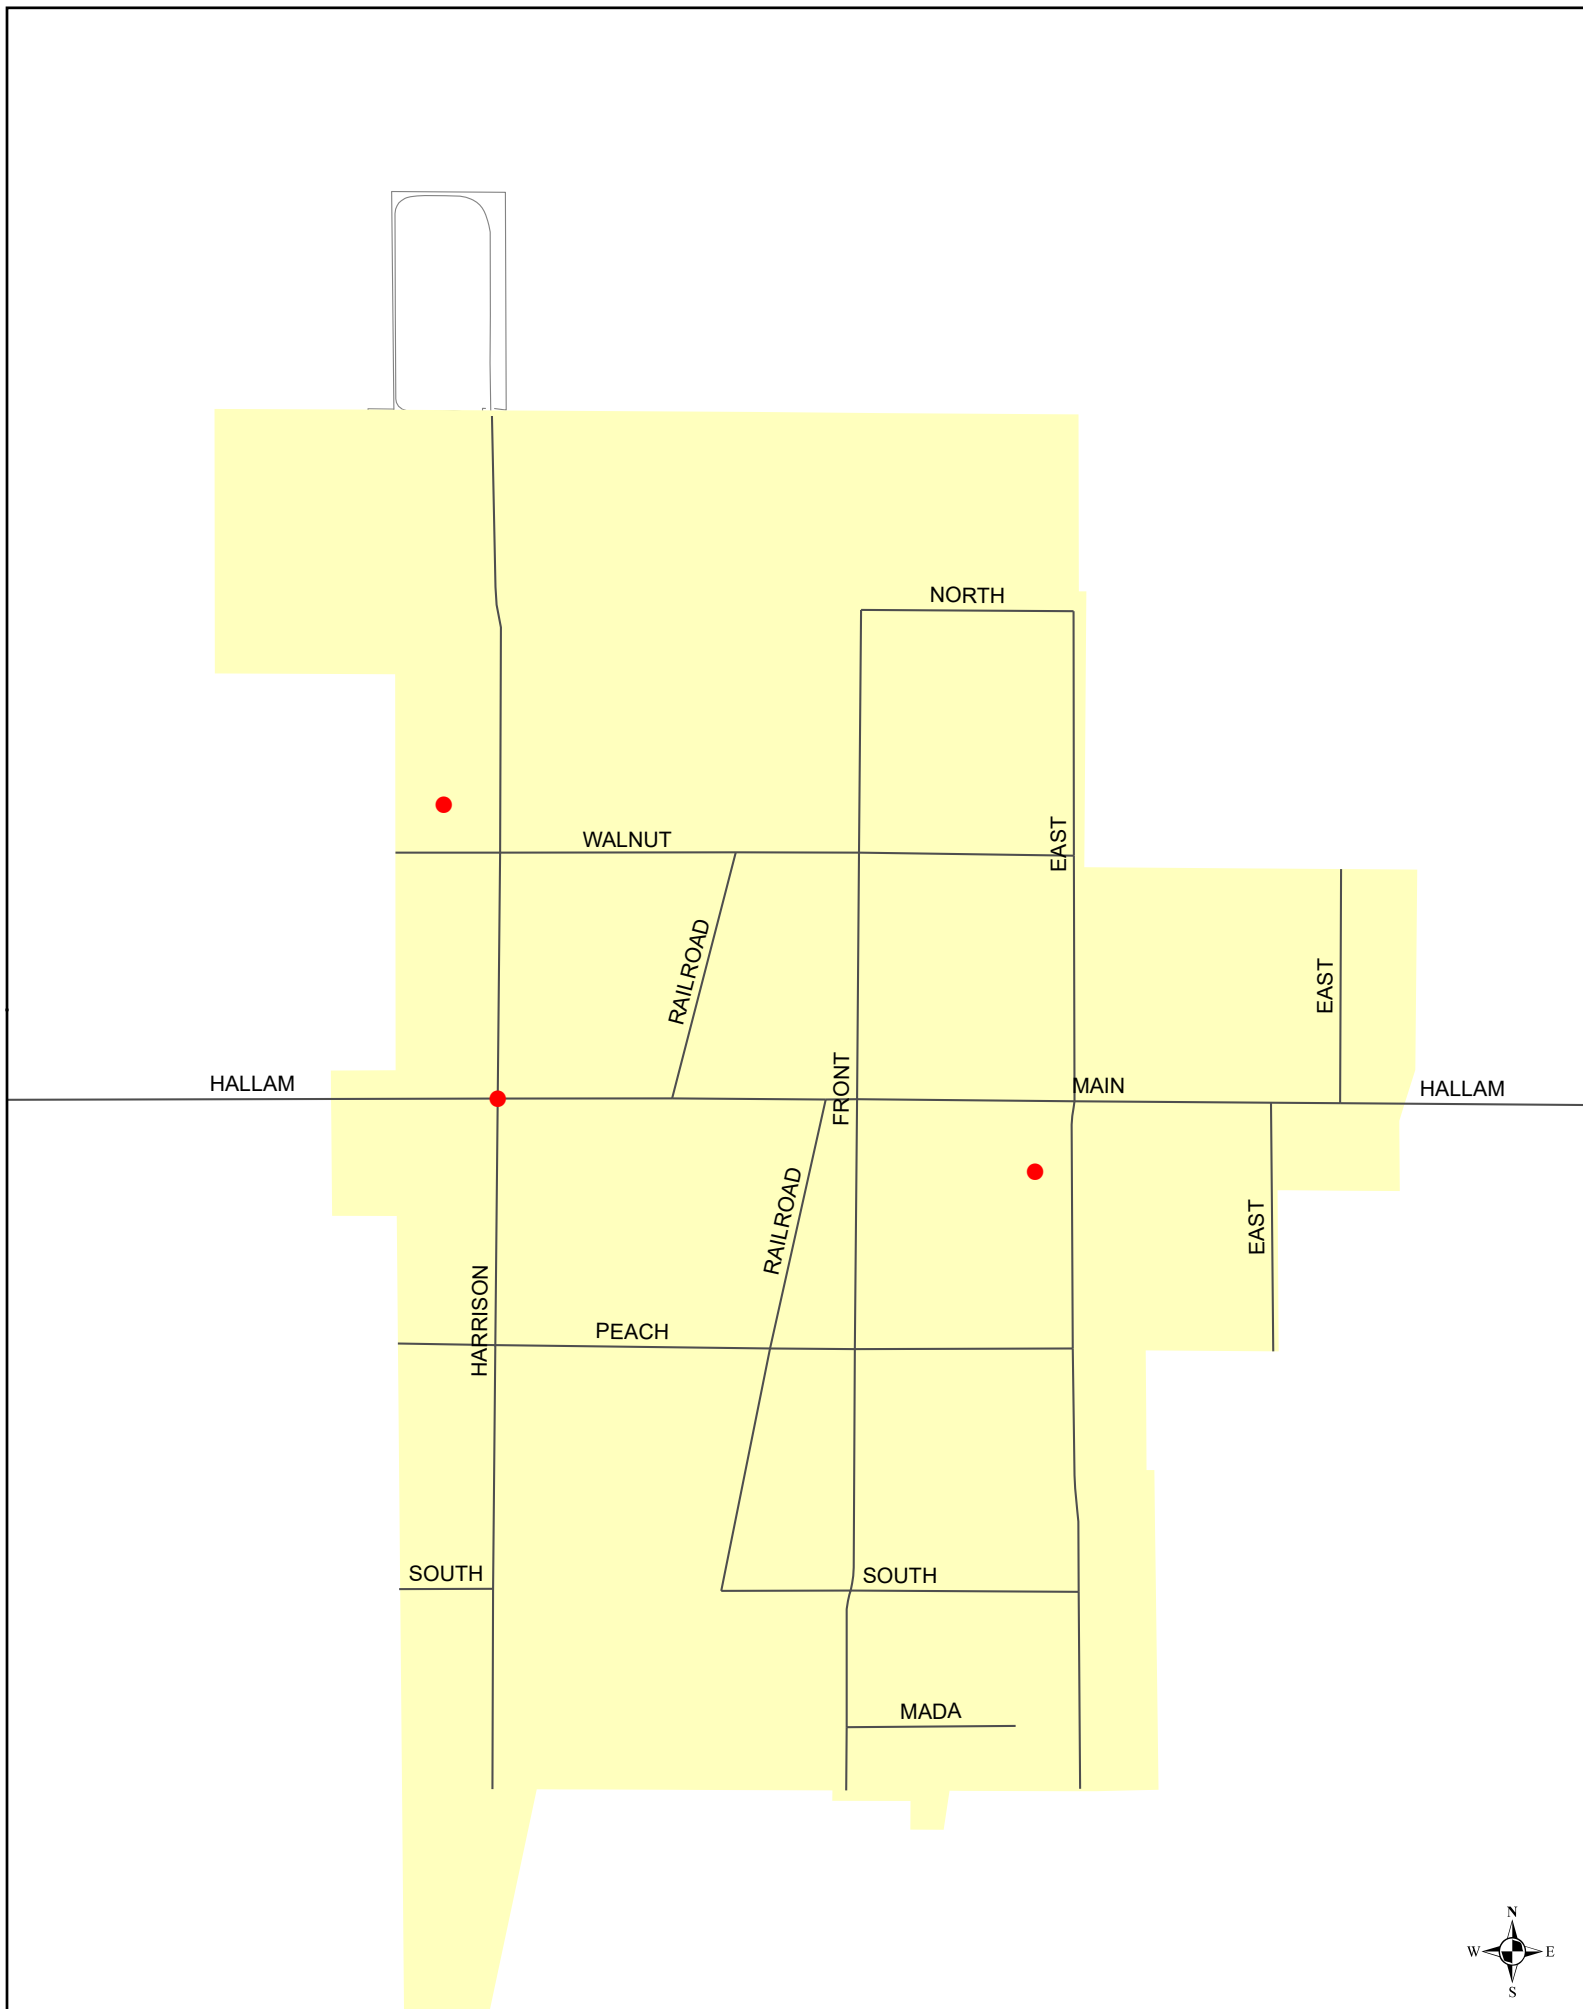 NORTH
WALNUT
EAST
RAILROAD
EAST
HALLAM
FRONT
MAIN
HALLAM
RAILROAD
EAST
HARRISON
PEACH
SOUTH
SOUTH
MADA
N
W
E
S